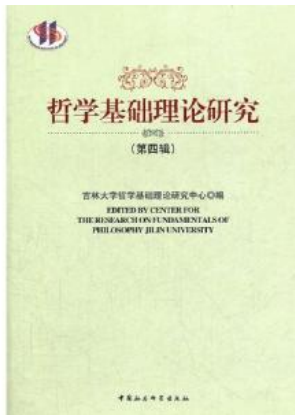 哲学基础理论研究
（第四辑）
吉林大学哲学基础理论研究中心◎编
EDITED BY CENTER FOR
THE RESEARCH ON FUNDAMENTALS OF
PHILOSOPHY JILIN UNIVERSITY
中国社会科学出版社